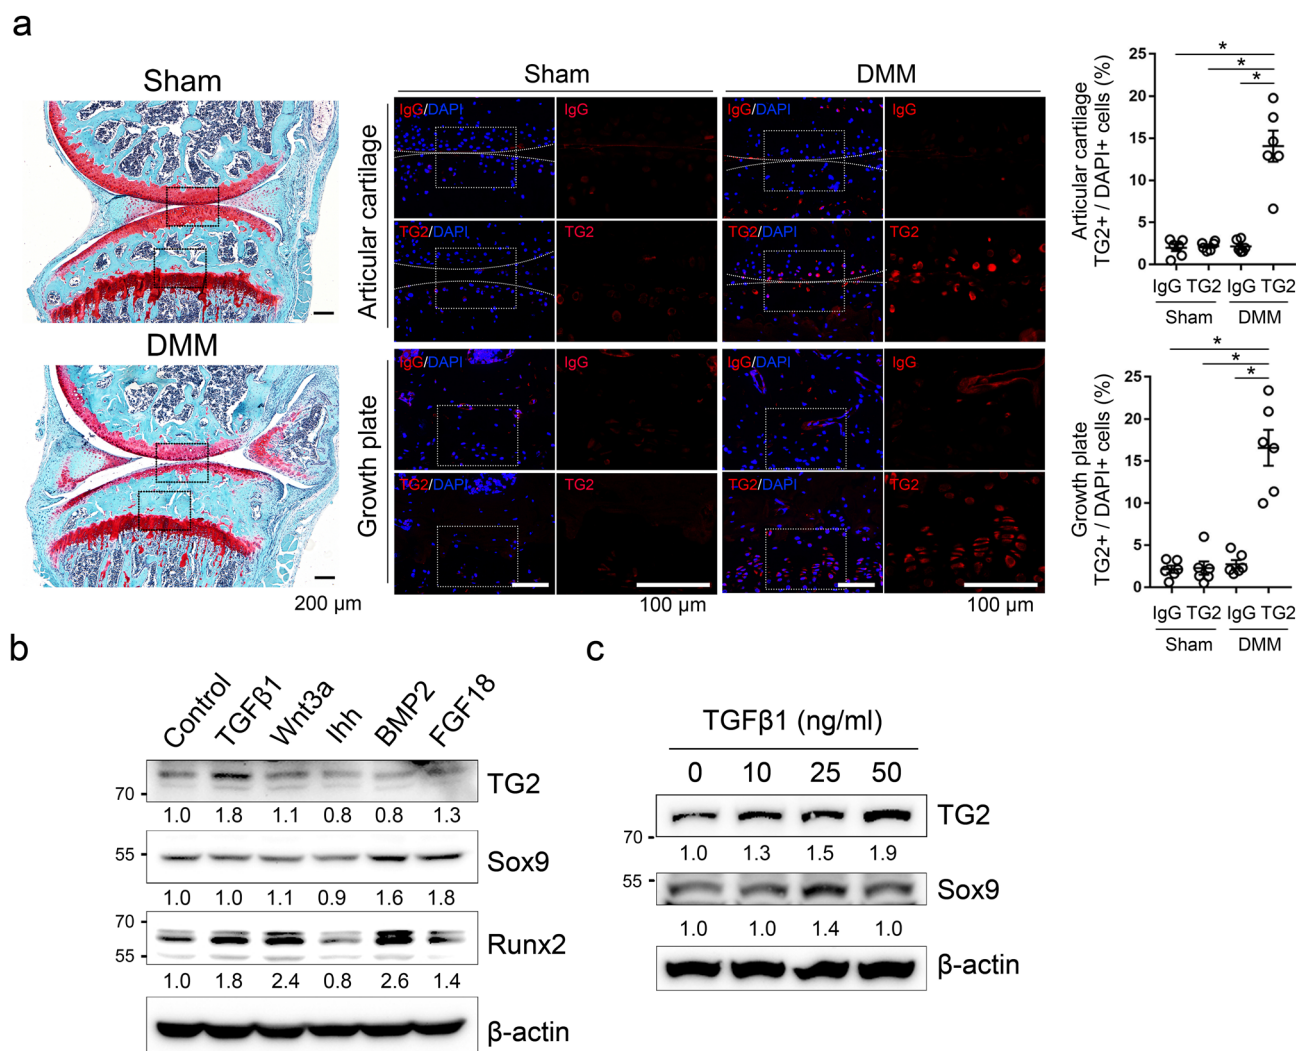 a
Sham
DMM
200 µm
Sham
DMM
Articular cartilage
IgG/DAPI
IgG
IgG/DAPI
IgG
TG2/DAPI
TG2
TG2/DAPI
TG2
Growth plate
IgG/DAPI
IgG
IgG/DAPI
IgG
TG2/DAPI
TG2
TG2/DAPI
TG2
100 µm
100 µm
Articular cartilage
TG2+ / DAPI+ cells (%)
25
20
15
10
5
0
*
*
*
IgG TG2 IgG TG2
Sham DMM
Growth plate
TG2+ / DAPI+ cells (%)
25
20
15
10
5
0
*
*
*
IgG TG2 IgG TG2
Sham DMM
b
Control TGFβ1 Wnt3a Ihh BMP2 FGF18
70
TG2
1.0 1.8 1.1 0.8 0.8 1.3
55
Sox9
1.0 1.0 1.1 0.9 1.6 1.8
70
55
Runx2
1.0 1.8 2.4 0.8 2.6 1.4
β-actin
c
TGFβ1 (ng/ml)
0 10 25 50
TG2
70
1.0 1.3 1.5 1.9
55
Sox9
1.0 1.0 1.4 1.0
β-actin